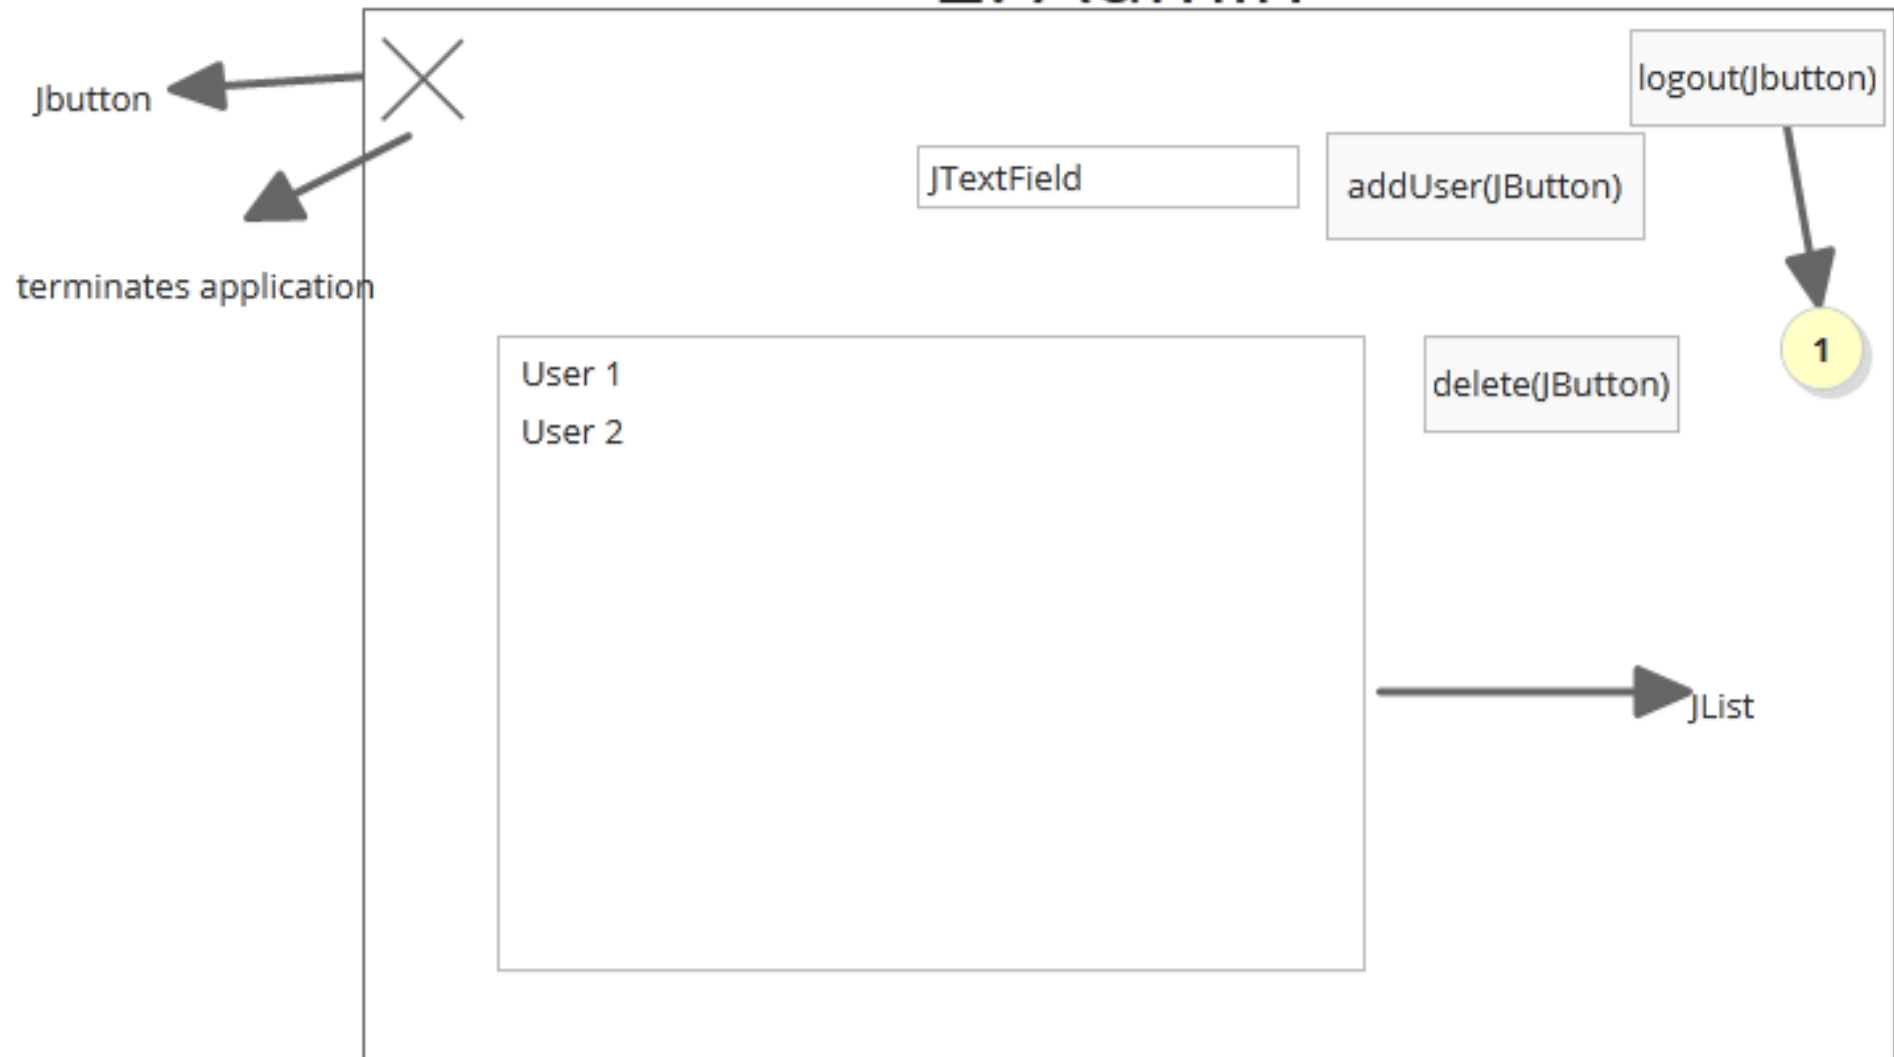 Jbutton
logout(Jbutton)
JTextField
addUser(JButton)
terminates application
User 1
delete(JButton)
1
User 2
JList